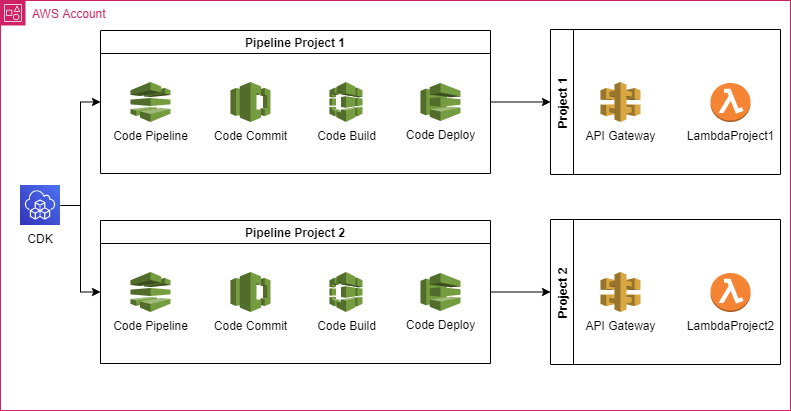 AWS Account
Pipeline Project 1
Code Pipeline
Code Commit
Code Build
Code Deploy
Project 1
API Gateway
LambdaProject1
CDK
Pipeline Project 2
Code Pipeline
Code Commit
Code Build
Code Deploy
Project 2
API Gateway
LambdaProject2